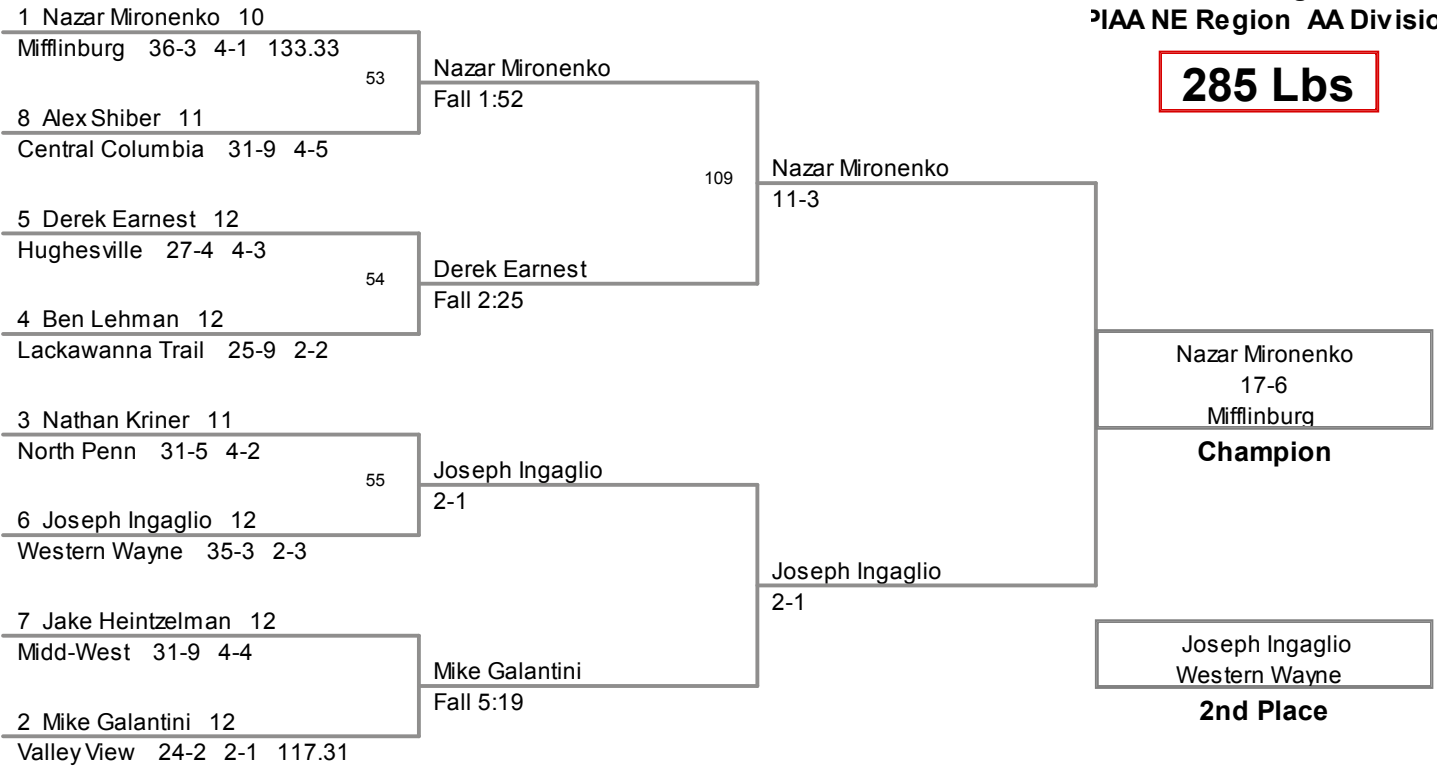 PIAA NE Region AA Divisio
285 Lbs
1 Nazar Mironenko 10
Mifflinburg 36-3 4-1 133.33
53
Nazar Mironenko
Fall 1:52
8 Alex Shiber 11
Central Columbia 31-9 4-5
109
Nazar Mironenko
11-3
5 Derek Earnest 12
Hughesville 27-4 4-3
54
Derek Earnest
Fall 2:25
4 Ben Lehman 12
Lackawanna Trail 25-9 2-2
Nazar Mironenko
17-6
Mifflinburg
Champion
3 Nathan Kriner 11
North Penn 31-5 4-2
55
Joseph Ingaglio
2-1
6 Joseph Ingaglio 12
Western Wayne 35-3 2-3
Joseph Ingaglio
2-1
7 Jake Heintzelman 12
Midd-West 31-9 4-4
Mike Galantini
Fall 5:19
2 Mike Galantini 12
Valley View 24-2 2-1 117.31
Joseph Ingaglio
Western Wayne
2nd Place